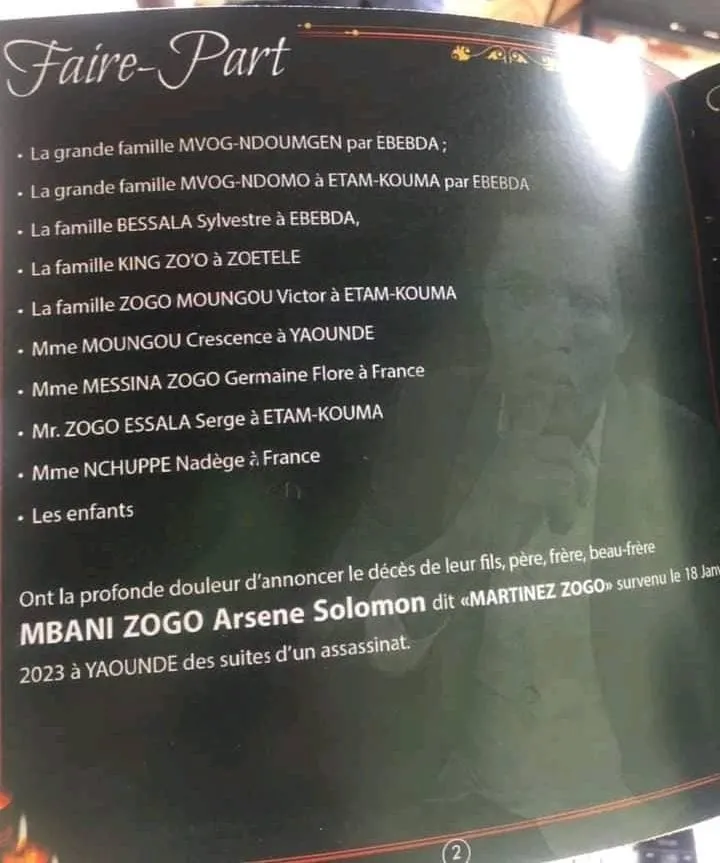 Faire-Part
• La grande famille MVOG-NDOUMGEN par EBEBDA ;
• La grande famille MVOG-NDOMO à ETAM-KOUMA par EBEBDA
• La famille BESSALA Sylvestre à EBEBDA,
• La famille KING ZO'O à ZOETELE
• La famille ZOGO MOUNGOU Victor à ETAM-KOUMA
• Mme MOUNGOU Crescence à YAOUNDE
• Mme MESSINA ZOGO Germaine Flore à France
• Mr. ZOGO ESSALA Serge à ETAM-KOUMA
• Mme NCHUPPE Nadège à France
• Les enfants
Ont la profonde douleur d'annoncer le décès de leur fils, père, frère, beau-frère
MBANI ZOGO Arsene Solomon dit «MARTINEZ ZOGO» survenu le 18 Janv
2023 à YAOUNDE des suites d'un assassinat.
2